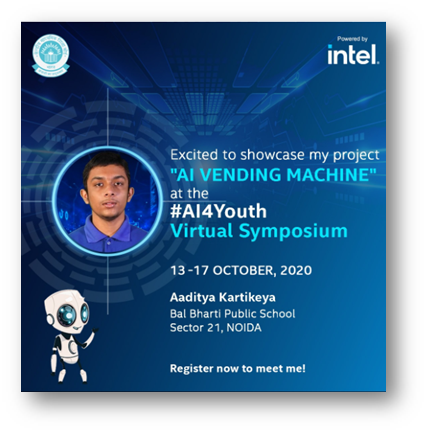 Powered by
intel.
Excited to showcase my project
"AI VENDING MACHINE"
at the
#AI4Youth
Virtual Symposium
13-17 OCTOBER, 2020
Aaditya Kartikeya
Bal Bharti Public School
Sector 21, NOIDA
Register now to meet me!